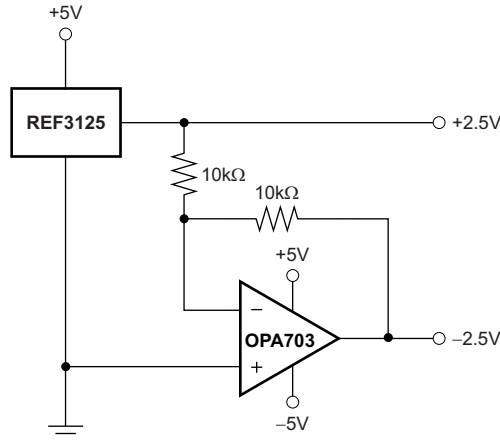 +5V
REF3125
+2.5V
10kΩ
10kΩ
+5V
−
OPA703
−2.5V
+
−5V